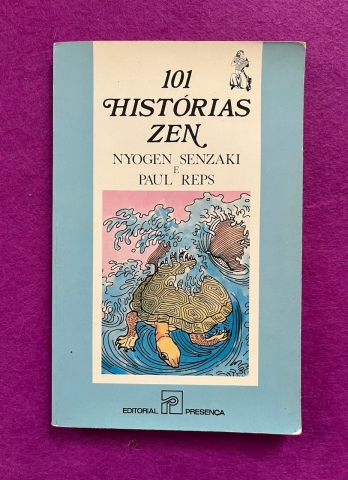 101
HISTÓRIAS
ZEN
NYOGEN SENZAKI
E
PAUL REPS
EDITORIAL PRESENÇA